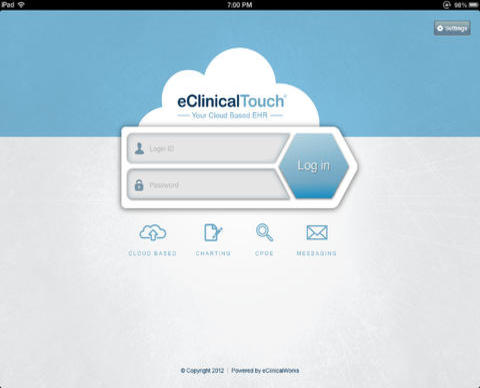 iPad 7:00 PM 98%
Settings
eClinicalTouch®
Your Cloud Based EHR
Login ID
Log in
Password
CLOUD BASED CHARTING CPOE MESSAGING
© Copyright 2012 | Powered by eClinicalWorks